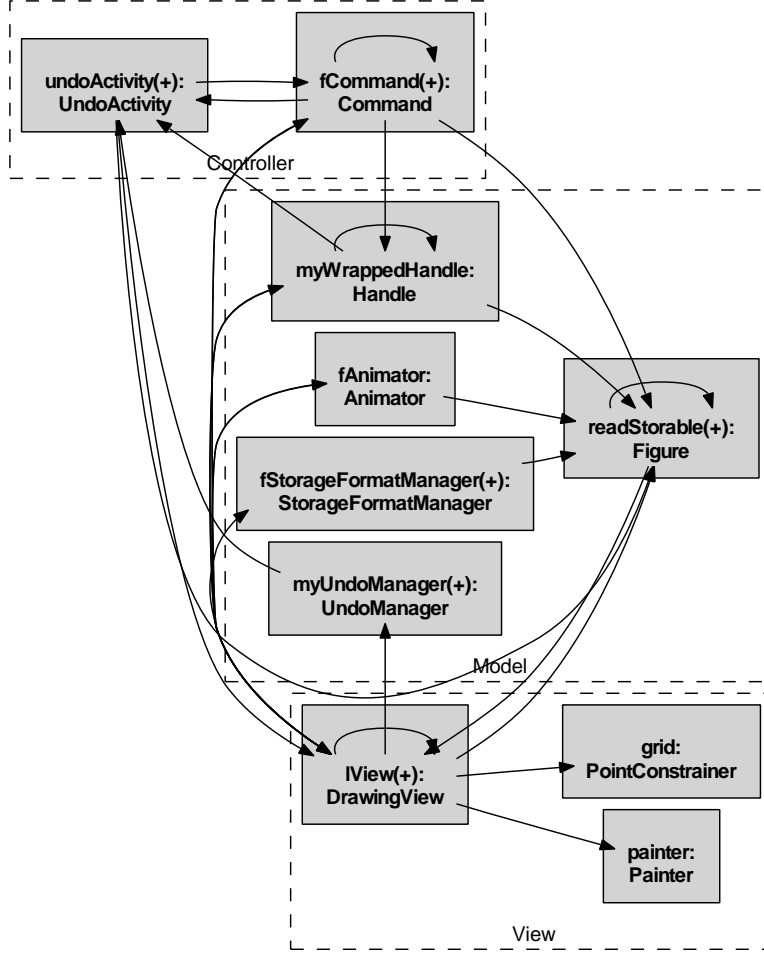 undoActivity(+):
UndoActivity
fCommand(+):
Command
Controller
myWrappedHandle:
Handle
fAnimator:
Animator
readStorable(+):
Figure
fStorageFormatManager(+):
StorageFormatManager
myUndoManager(+):
UndoManager
Model
lView(+):
DrawingView
grid:
PointConstrainer
painter:
Painter
View